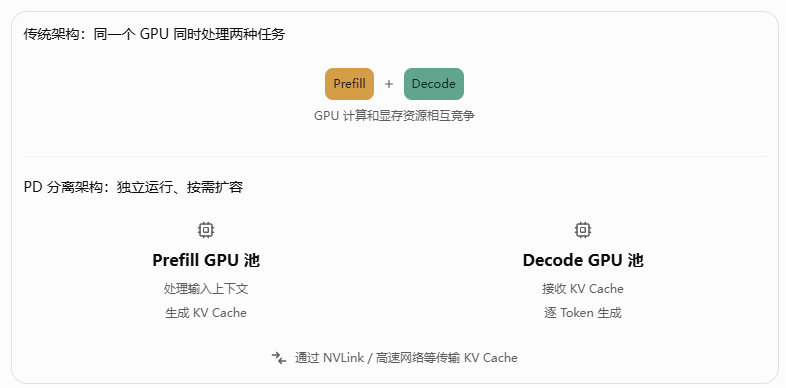 传统架构：同一个 GPU 同时处理两种任务
Prefill + Decode
GPU 计算和显存资源相互竞争
PD 分离架构：独立运行、按需扩容
Prefill GPU 池
处理输入上下文
生成 KV Cache
Decode GPU 池
接收 KV Cache
逐 Token 生成
通过 NVLink / 高速网络等传输 KV Cache